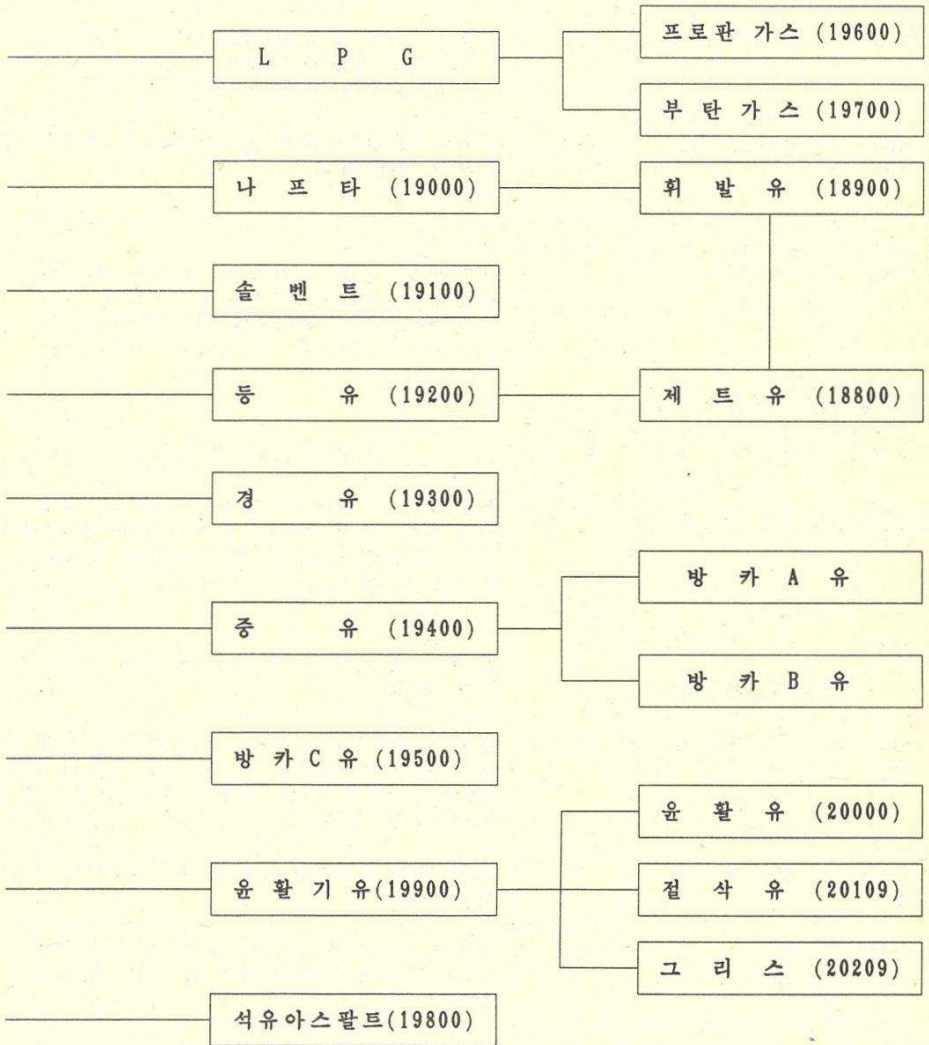 프로판 가스 (19600)
L P G
부 탄 가 스 (19700)
나 프 타 (19000)
휘 발 유 (18900)
솔 벤 트 (19100)
등 유 (19200)
제 트 유 (18800)
경 유 (19300)
방 카 A 유
중 유 (19400)
방 카 B 유
방 카 C 유 (19500)
윤 활 유 (20000)
윤 활 기 유(19900)
절 삭 유 (20109)
그 리 스 (20209)
석유아스팔트(19800)